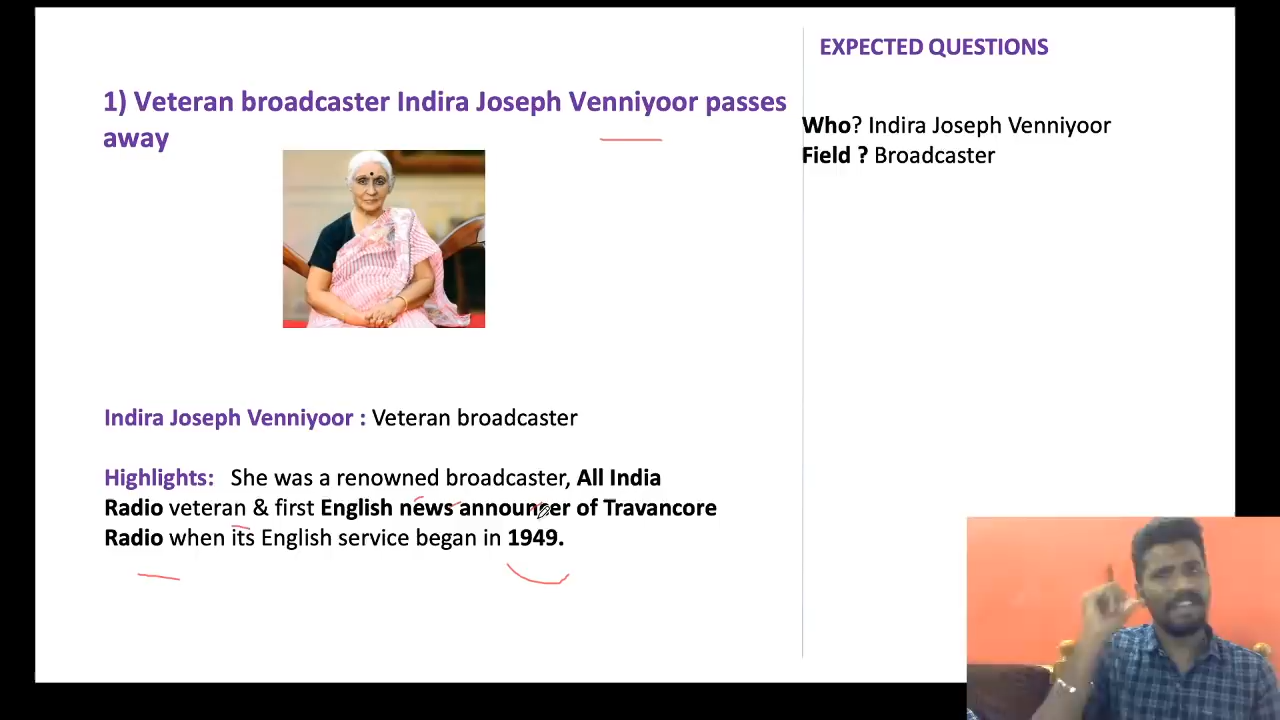 1) Veteran broadcaster Indira Joseph Venniyoor passes
away
Indira Joseph Venniyoor : Veteran broadcaster
Highlights: She was a renowned broadcaster, All India
Radio veteran & first English news announcer of Travancore
Radio when its English service began in 1949.
EXPECTED QUESTIONS
Who? Indira Joseph Venniyoor
Field ? Broadcaster